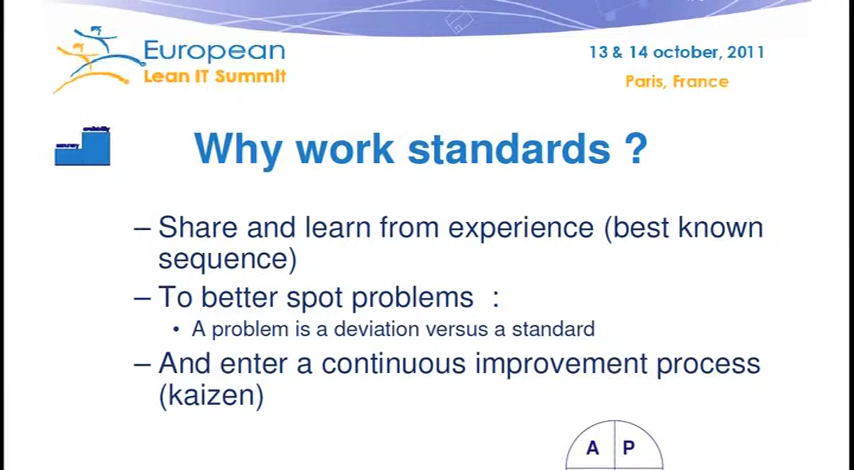 European
Lean IT Summit
13 & 14 october, 2011
Paris, France
Why work standards ?
– Share and learn from experience (best known
sequence)
– To better spot problems :
• A problem is a deviation versus a standard
– And enter a continuous improvement process
(kaizen)
A P